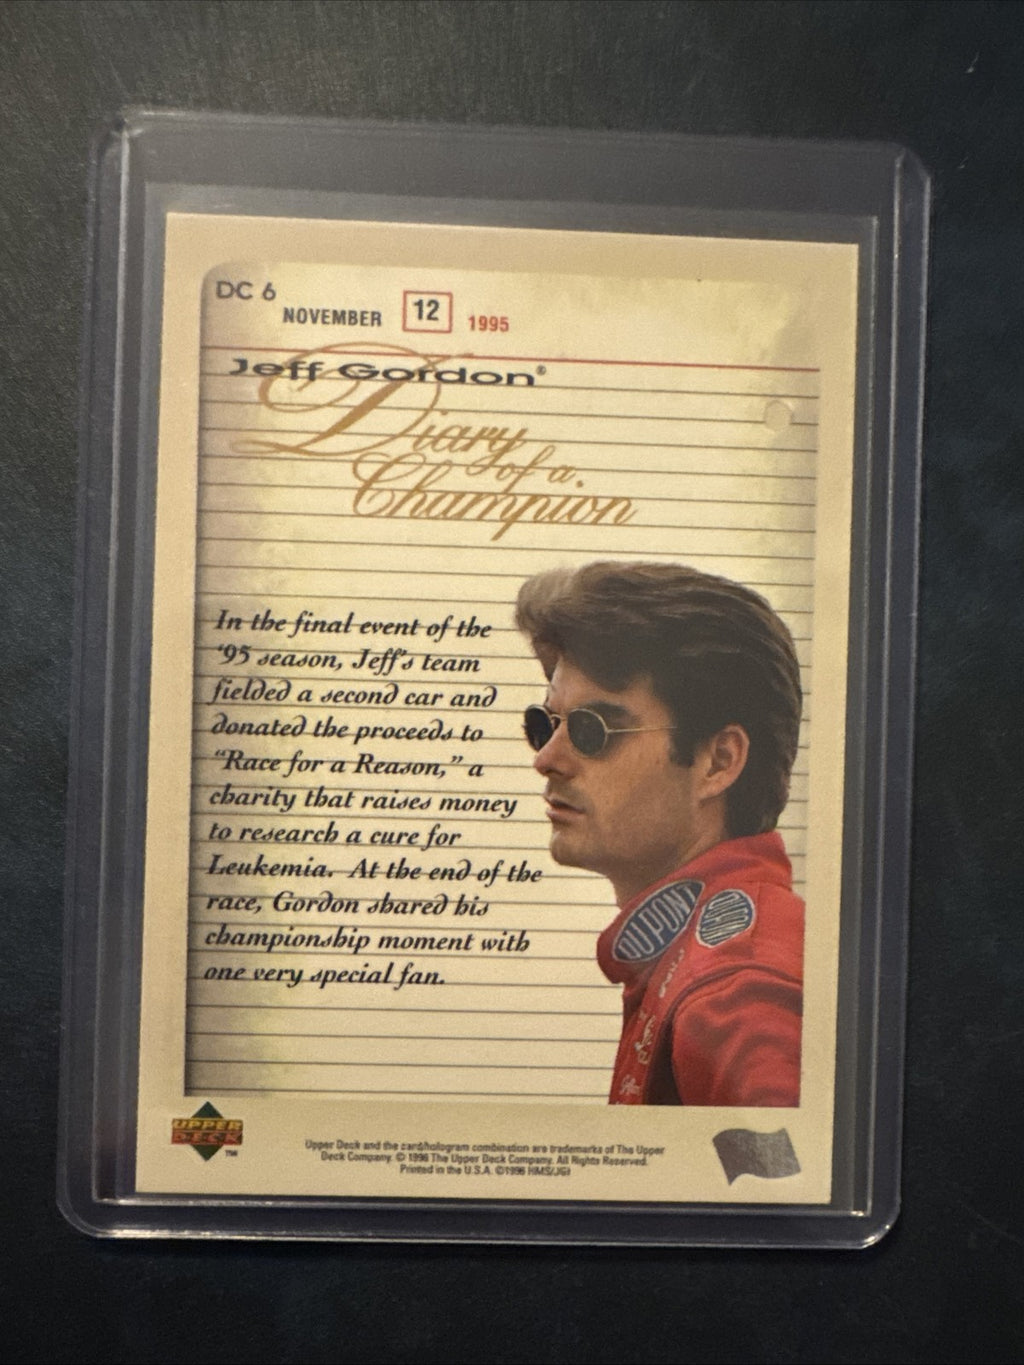 DC 6
NOVEMBER 12 1995
Jeff Gordon®
Diary
of a
Champion
In the final event of the
'95 season, Jeff's team
fielded a second car and
donated the proceeds to
“Race for a Reason,” a
charity that raises money
to research a cure for
Leukemia. At the end of the
race, Gordon shared his
championship moment with
one very special fan.
DU PONT
UPPER
DECK
TM
Upper Deck and the card/hologram combination are trademarks of The Upper
Deck Company. © 1996 The Upper Deck Company. All Rights Reserved.
Printed in the U.S.A. ©1996 HMS/JGI